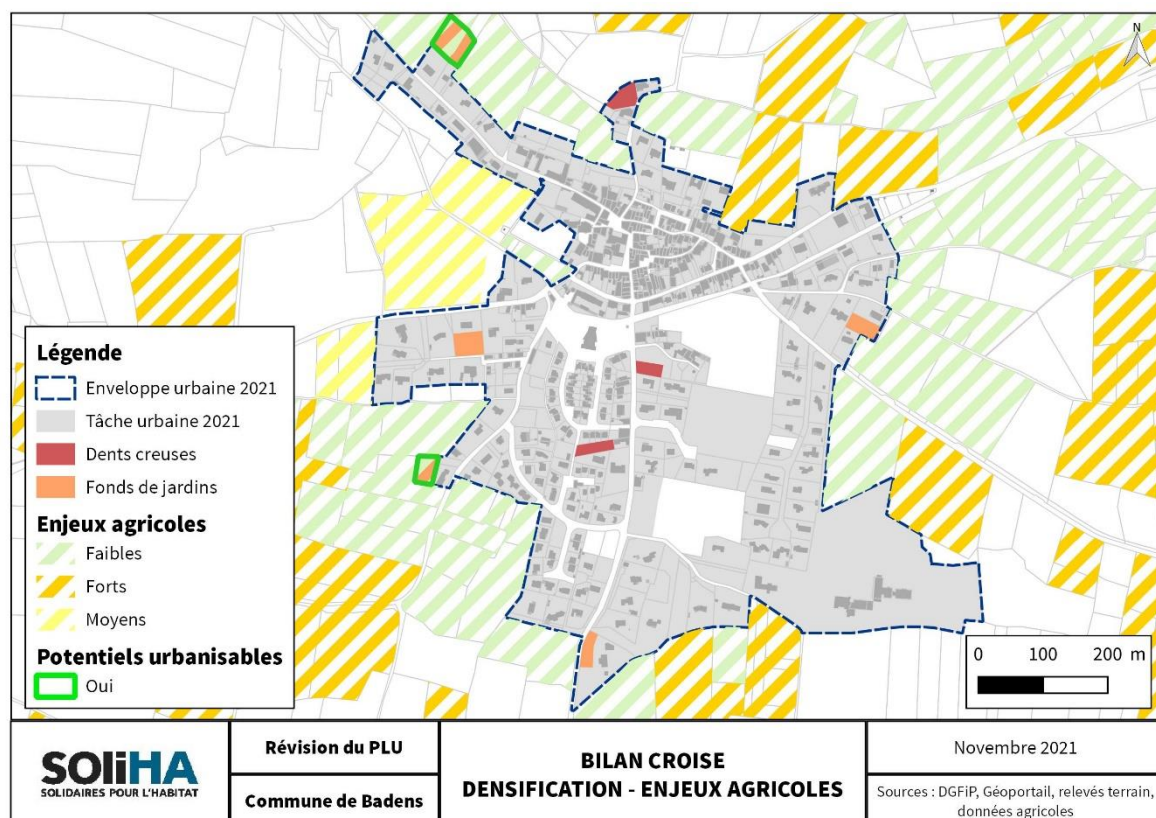 N
Légende
Enveloppe urbaine 2021
Tâche urbaine 2021
Dents creuses
Fonds de jardins
Enjeux agricoles
Faibles
Forts
Moyens
Potentiels urbanisables
Oui
0 100 200 m
SOliHA
SOLIDAIRES POUR L'HABITAT
Révision du PLU
Commune de Badens
BILAN CROISE
DENSIFICATION - ENJEUX AGRICOLES
Novembre 2021
Sources : DGFiP, Géoportail, relevés terrain,
données agricoles